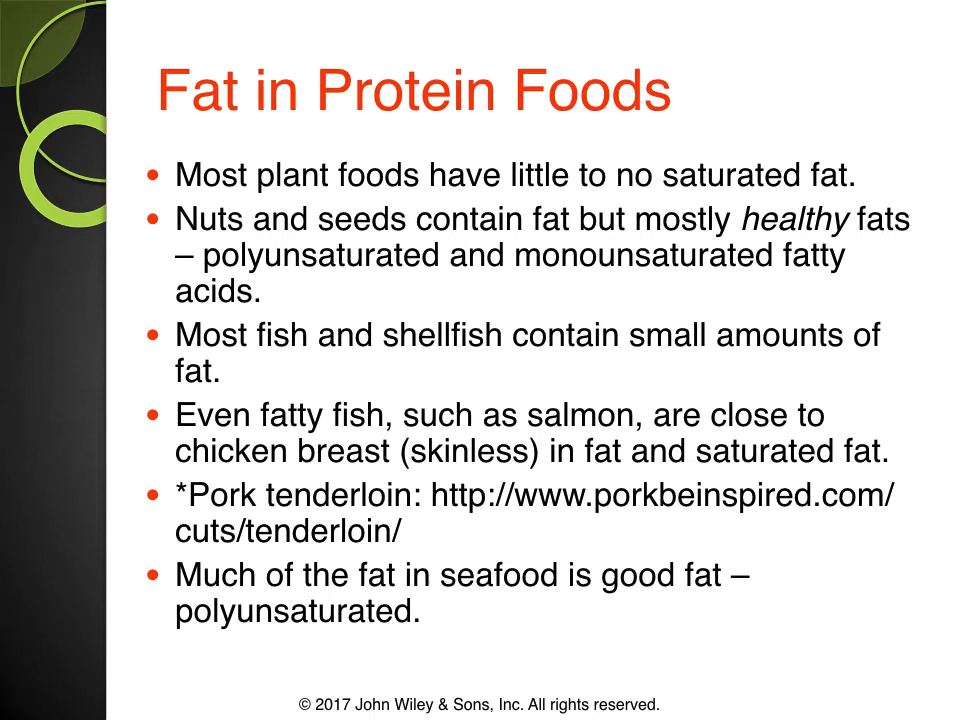 Fat in Protein Foods
• Most plant foods have little to no saturated fat.
• Nuts and seeds contain fat but mostly healthy fats
– polyunsaturated and monounsaturated fatty
acids.
• Most fish and shellfish contain small amounts of
fat.
• Even fatty fish, such as salmon, are close to
chicken breast (skinless) in fat and saturated fat.
• *Pork tenderloin: http://www.porkbeinspired.com/
cuts/tenderloin/
• Much of the fat in seafood is good fat –
polyunsaturated.
© 2017 John Wiley & Sons, Inc. All rights reserved.